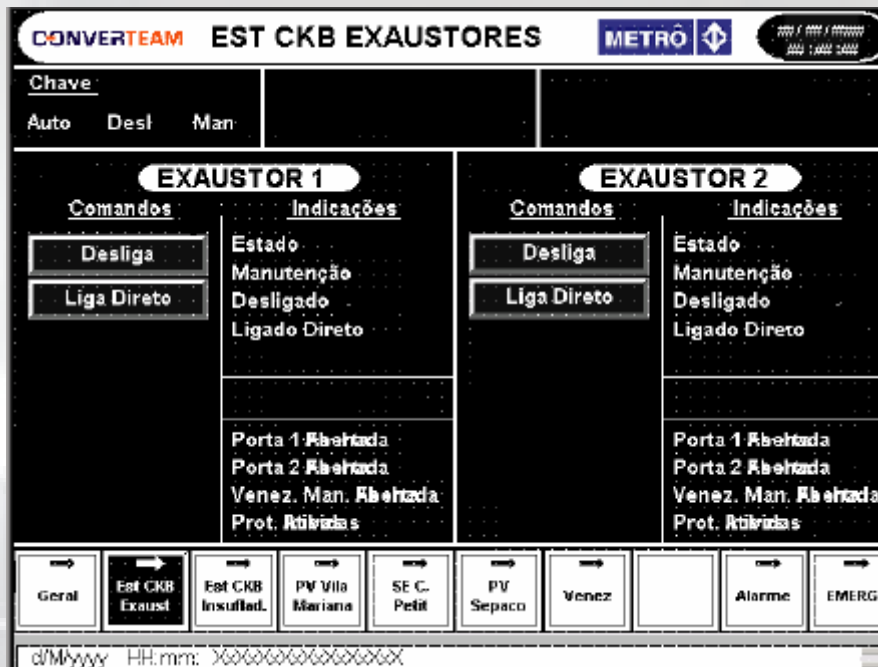 CONVERTEAM EST CKB EXAUSTORES METRÔ
Chave
Auto Desl Man
EXAUSTOR 1
Comandos Indicações
Desliga
Liga Direto
Estado
Manutenção
Desligado
Ligado Direto
Porta 1
Porta 2
Venez. Man.
Prot.
EXAUSTOR 2
Comandos Indicações
Desliga
Liga Direto
Estado
Manutenção
Desligado
Ligado Direto
Porta 1
Porta 2
Venez. Man.
Prot.
Geral
Est CKB
Exaust
Est CKB
Insuflad.
PV Vila
Mariana
SE C.
Petit
PV
Sepaco
Venez
Alarme
EMERG
d/M/yyyy HH:mm: